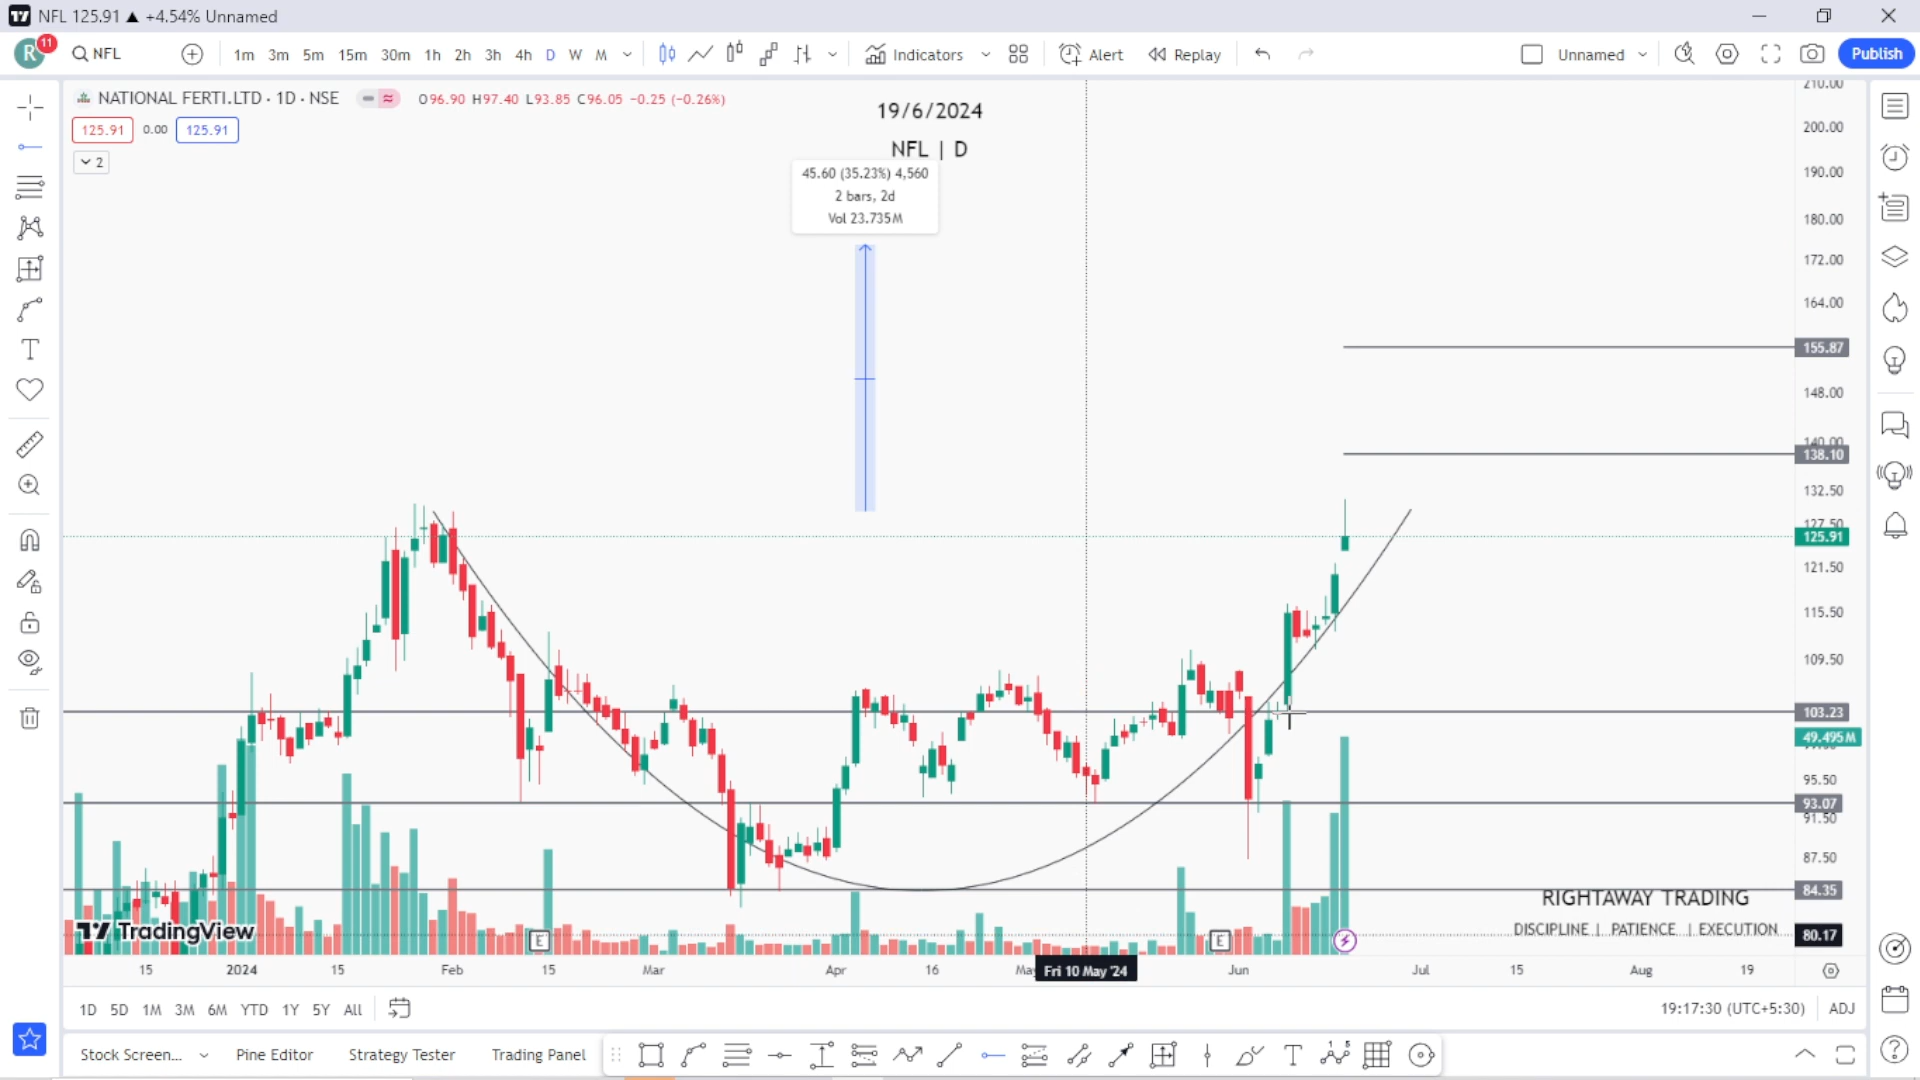 NFL 125.91 ▲ +4.54% Unnamed
R 11 NFL 1m 3m 5m 15m 30m 1h 2h 3h 4h D W M Indicators Alert Replay Unnamed Publish
NATIONAL FERTI.LTD · 1D · NSE O96.90 H97.40 L93.85 C96.05 −0.25 (−0.26%)
125.91 0.00 125.91
2
19/6/2024
NFL | D
45.60 (35.23%) 4,560
2 bars, 2d
Vol 23.735M
210.00
200.00
190.00
180.00
172.00
164.00
155.87
148.00
140.00
138.10
132.50
127.50
125.91
121.50
115.50
109.50
103.23
49.495M
95.50
93.07
91.50
87.50
84.35
80.17
RIGHTAWAY TRADING
DISCIPLINE | PATIENCE | EXECUTION
TradingView
E E
15 2024 15 Feb 15 Mar Apr 16 May Fri 10 May '24 Jun Jul 15 Aug 19
1D 5D 1M 3M 6M YTD 1Y 5Y All 19:17:30 (UTC+5:30) ADJ
Stock Screen... Pine Editor Strategy Tester Trading Panel